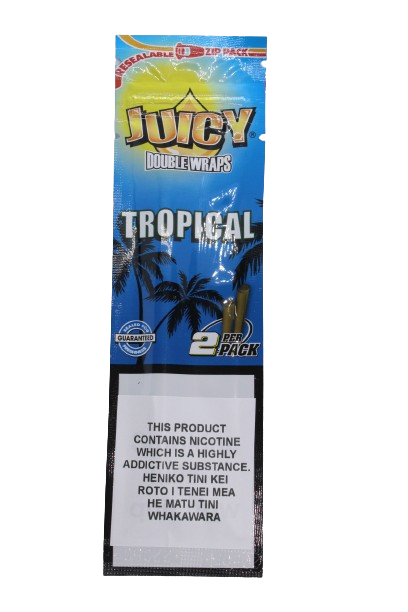 RESEALABLE ZIP PACK
JUICY®
DOUBLE WRAPS
TROPICAL
GUARANTEED
2 PER
PACK
THIS PRODUCT
CONTAINS NICOTINE
WHICH IS A HIGHLY
ADDICTIVE SUBSTANCE.
HENIKO TINI KEI
ROTO I TENEI MEA
HE MATU TINI
WHAKAWARA